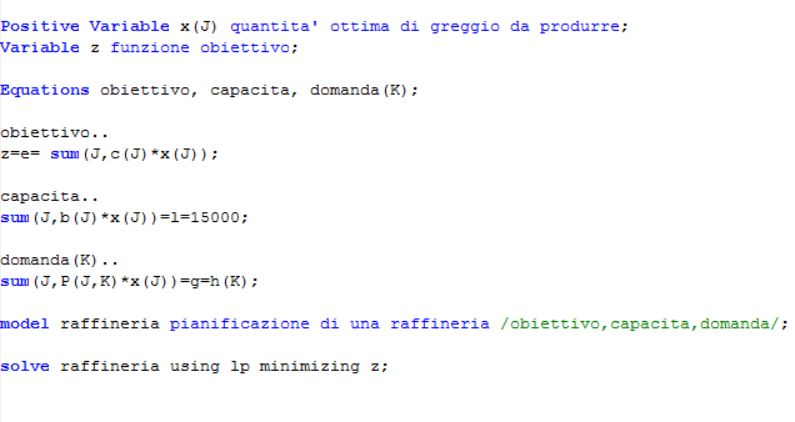 Positive Variable x(J) quantita' ottima di greggio da produrre;
Variable z funzione obiettivo;
Equations obiettivo, capacita, domanda(K);
obiettivo..
z=e= sum(J,c(J)*x(J));
capacita..
sum(J,b(J)*x(J))=l=15000;
domanda(K)..
sum(J,P(J,K)*x(J))=g=h(K);
model raffineria pianificazione di una raffineria /obiettivo,capacita,domanda/;
solve raffineria using lp minimizing z;